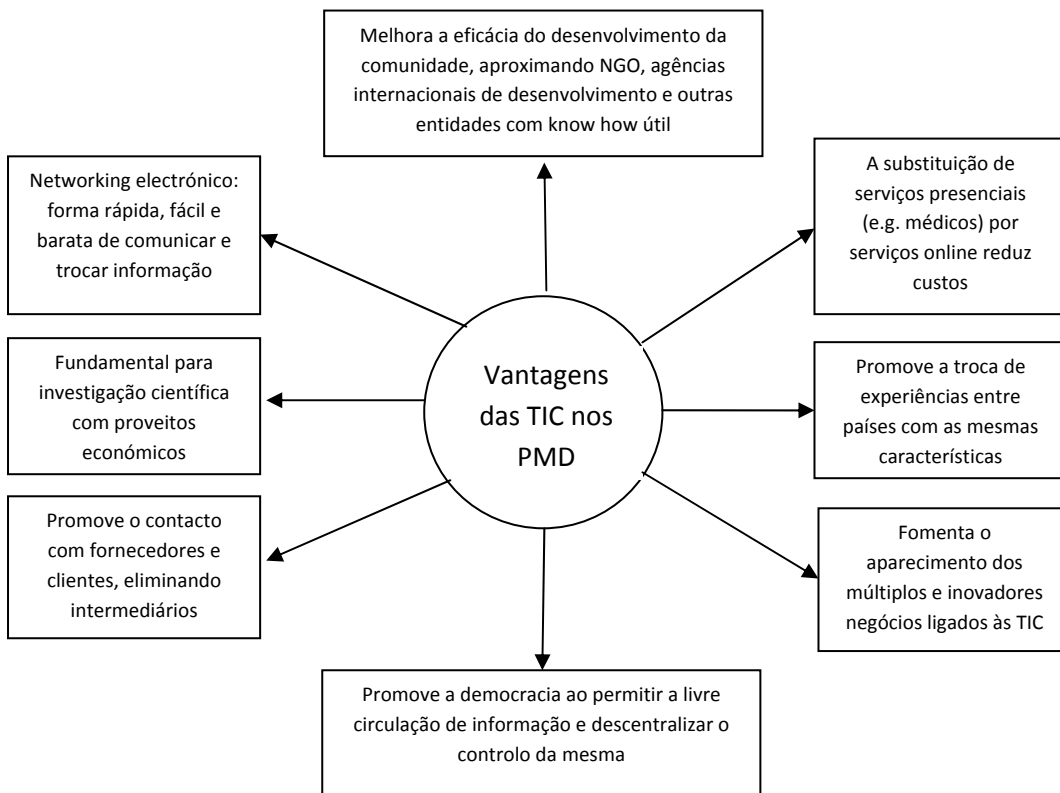 Melhora a eficácia do desenvolvimento da
comunidade, aproximando NGO, agências
internacionais de desenvolvimento e outras
entidades com know how útil
Networking electrónico:
forma rápida, fácil e
barata de comunicar e
trocar informação
A substituição de
serviços presenciais
(e.g. médicos) por
serviços online reduz
custos
Fundamental para
investigação científica
com proveitos
económicos
Vantagens
das TIC nos
PMD
Promove a troca de
experiências entre
países com as mesmas
características
Promove o contacto
com fornecedores e
clientes, eliminando
intermediários
Fomenta o
aparecimento dos
múltiplos e inovadores
negócios ligados às TIC
Promove a democracia ao permitir a livre
circulação de informação e descentralizar o
controlo da mesma